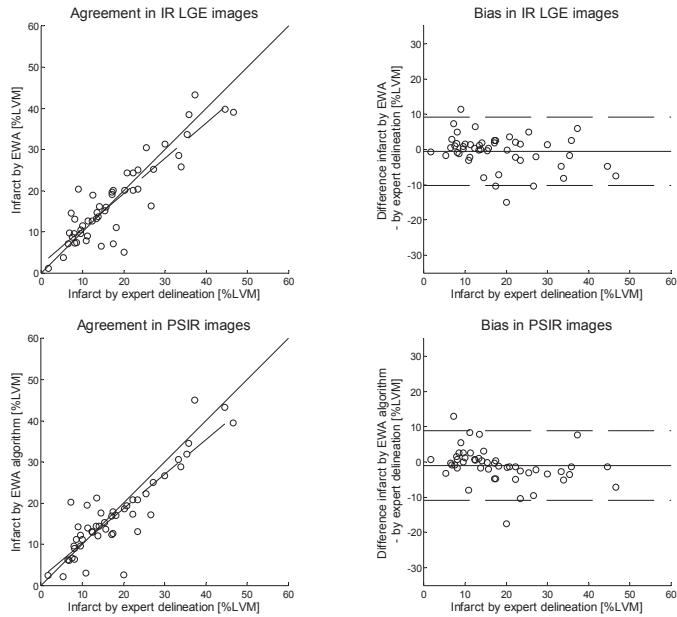 Agreement in IR LGE images
Infarct by EWA [%LVM]
60
50
40
30
20
10
0
0 10 20 30 40 50 60
Infarct by expert delineation [%LVM]
Bias in IR LGE images
Difference infarct by EWA
- by expert delineation [%LVM]
30
20
10
0
-10
-20
-30
0 10 20 30 40 50 60
Infarct by expert delineation [%LVM]
Agreement in PSIR images
Infarct by EWA algorithm [%LVM]
60
50
40
30
20
10
0
0 10 20 30 40 50 60
Infarct by expert delineation [%LVM]
Bias in PSIR images
Difference infarct by EWA algorithm
- by expert delineation [%LVM]
30
20
10
0
-10
-20
-30
0 10 20 30 40 50 60
Infarct by expert delineation [%LVM]